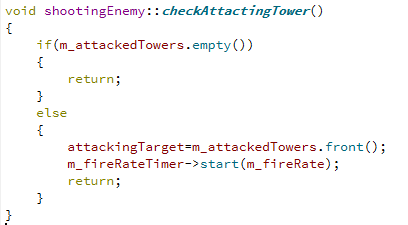 void shootingEnemy::checkAttactingTower()
{
    if(m_attackedTowers.empty())
    {
        return;
    }
    else
    {
        attackingTarget=m_attackedTowers.front();
        m_fireRateTimer->start(m_fireRate);
        return;
    }
}